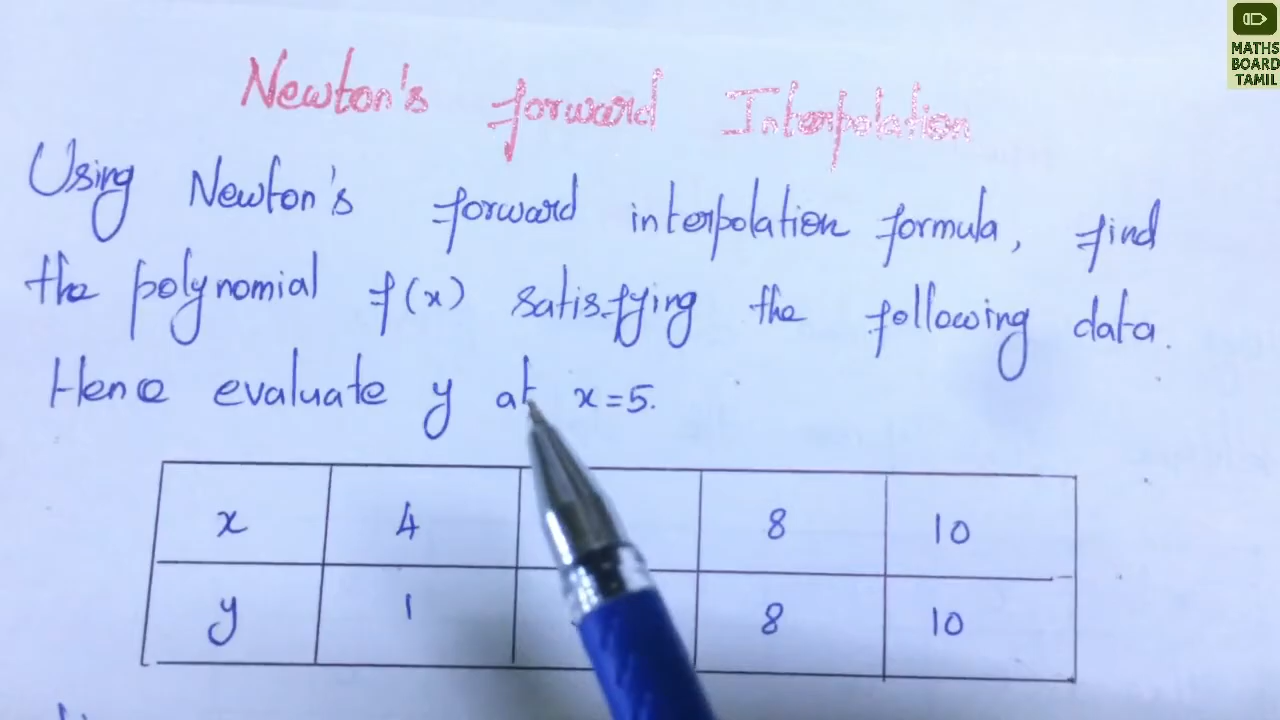 MATHS
BOARD
TAMIL
Newton's forward Interpolation
Using Newton's forward interpolation formula, find
the polynomial f(x) satisfying the following data.
Hence evaluate y at x=5.
x 4 8 10
y 1 8 10